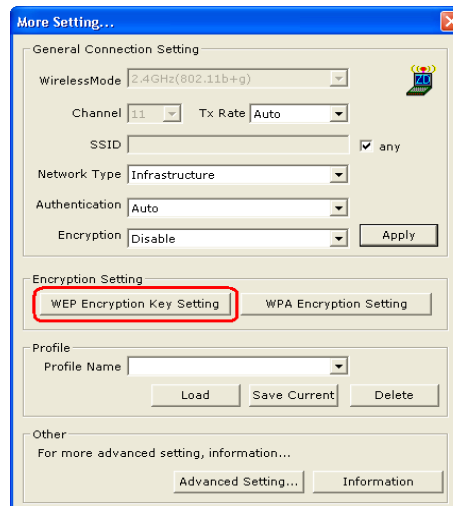 More Setting...
General Connection Setting
WirelessMode 2.4GHz(802.11b+g)
Channel 11 Tx Rate Auto
SSID any
Network Type Infrastructure
Authentication Auto
Encryption Disable Apply
Encryption Setting
WEP Encryption Key Setting WPA Encryption Setting
Profile
Profile Name
Load Save Current Delete
Other
For more advanced setting, information...
Advanced Setting... Information
ZD